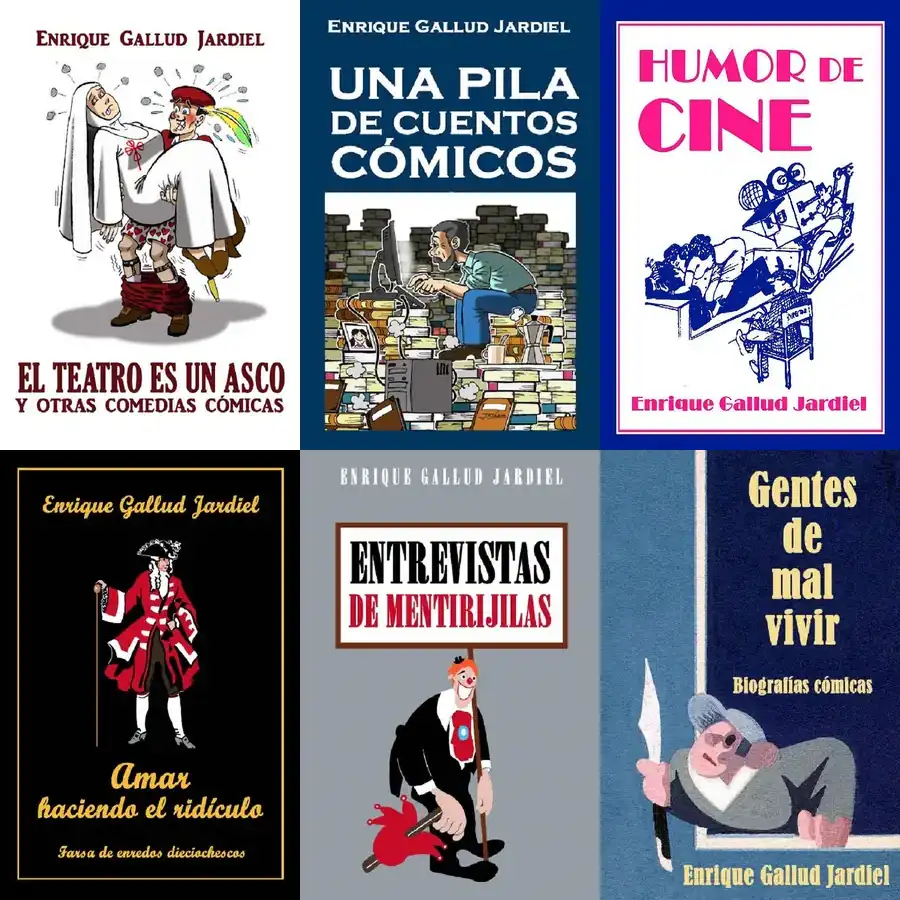 ENRIQUE GALLUD JARDIEL
EL TEATRO ES UN ASCO
Y OTRAS COMEDIAS CÓMICAS
ENRIQUE GALLUD JARDIEL
UNA PILA
DE CUENTOS
CÓMICOS
HUMOR DE
CINE
Enrique Gallud Jardiel
Enrique Gallud Jardiel
Amar
haciendo el ridículo
Farsa de enredos dieciochescos
ENRIQUE GALLUD JARDIEL
ENTREVISTAS
DE MENTIRIJILAS
Gentes
de
mal
vivir
Biografías cómicas
Enrique Gallud Jardiel